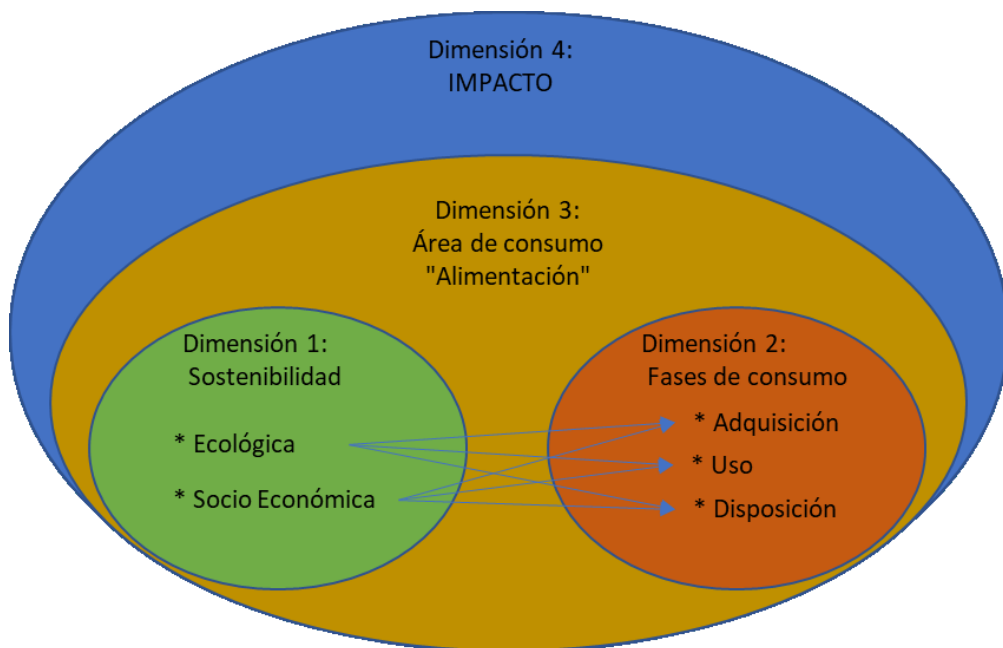 Dimensión 4:
IMPACTO
Dimensión 3:
Área de consumo
"Alimentación"
Dimensión 1:
Sostenibilidad
* Ecológica
* Socio Económica
Dimensión 2:
Fases de consumo
* Adquisición
* Uso
* Disposición